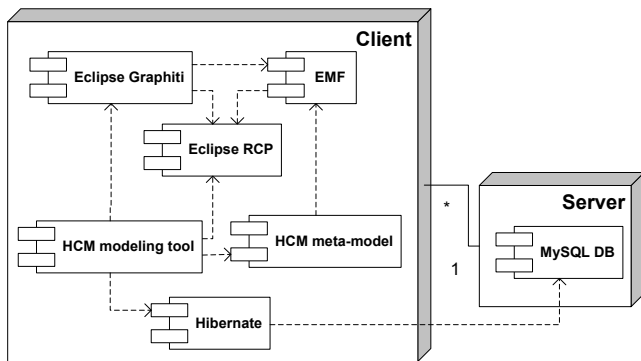 Client
Eclipse Graphiti
EMF
Eclipse RCP
Server
*
HCM modeling tool
HCM meta-model
MySQL DB
1
Hibernate